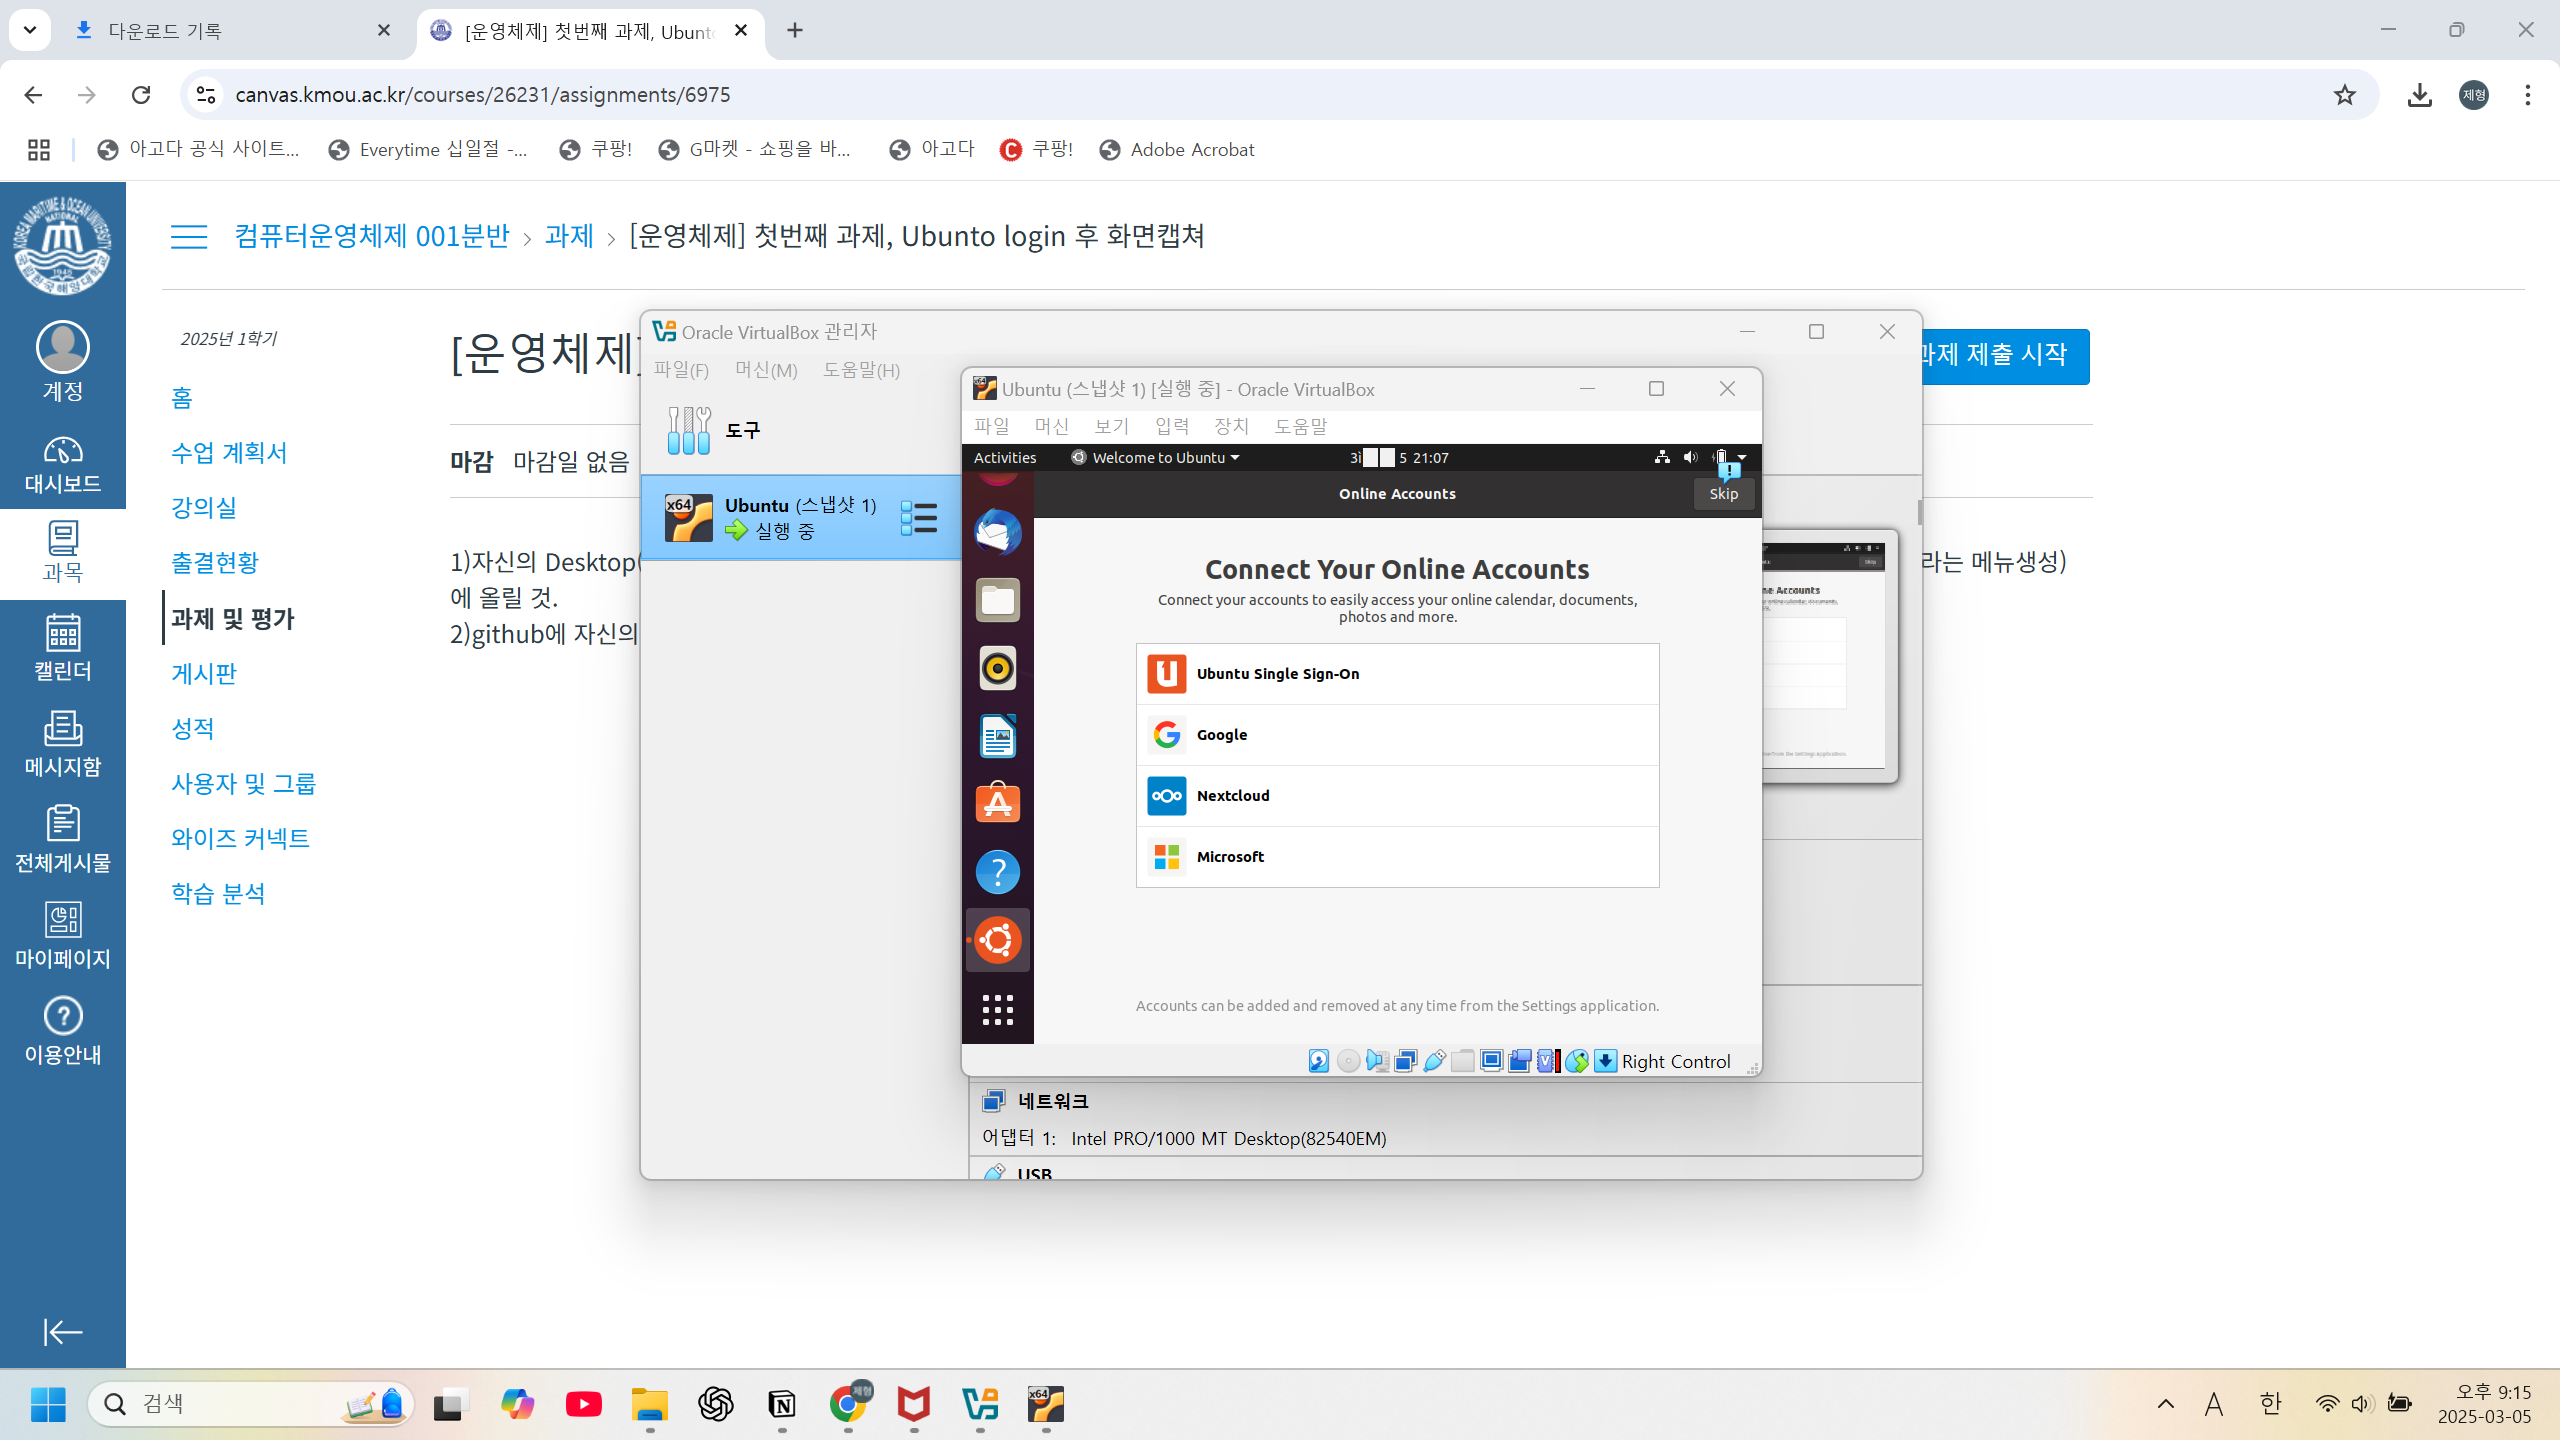 다운로드 기록
[운영체제] 첫번째 과제, Ubunto
canvas.kmou.ac.kr/courses/26231/assignments/6975
제형
아고다 공식 사이트...
Everytime 십일절 -...
쿠팡!
G마켓 - 쇼핑을 바...
아고다
쿠팡!
Adobe Acrobat
KOREA MARITIME & OCEAN UNIVERSITY
NATIONAL
1945
계정
대시보드
과목
캘린더
메시지함
전체게시물
마이페이지
이용안내
컴퓨터운영체제 001분반 > 과제 > [운영체제] 첫번째 과제, Ubunto login 후 화면캡쳐
2025년 1학기
홈
수업 계획서
강의실
출결현황
과제 및 평가
게시판
성적
사용자 및 그룹
와이즈 커넥트
학습 분석
[운영체제]
과제 제출 시작
마감 마감일 없음
1)자신의 Desktop(
라는 메뉴생성)
에 올릴 것.
2)github에 자신의
Oracle VirtualBox 관리자
파일(F) 머신(M) 도움말(H)
도구
x64
Ubuntu (스냅샷 1)
실행 중
Ubuntu (스냅샷 1) [실행 중] - Oracle VirtualBox
파일 머신 보기 입력 장치 도움말
Activities
Welcome to Ubuntu
5 21:07
Online Accounts
Skip
Connect Your Online Accounts
Connect your accounts to easily access your online calendar, documents,
photos and more.
Ubuntu Single Sign-On
Google
Nextcloud
Microsoft
Accounts can be added and removed at any time from the Settings application.
Right Control
네트워크
어댑터 1: Intel PRO/1000 MT Desktop(82540EM)
USB
검색
제형
x64
A
한
오후 9:15
2025-03-05